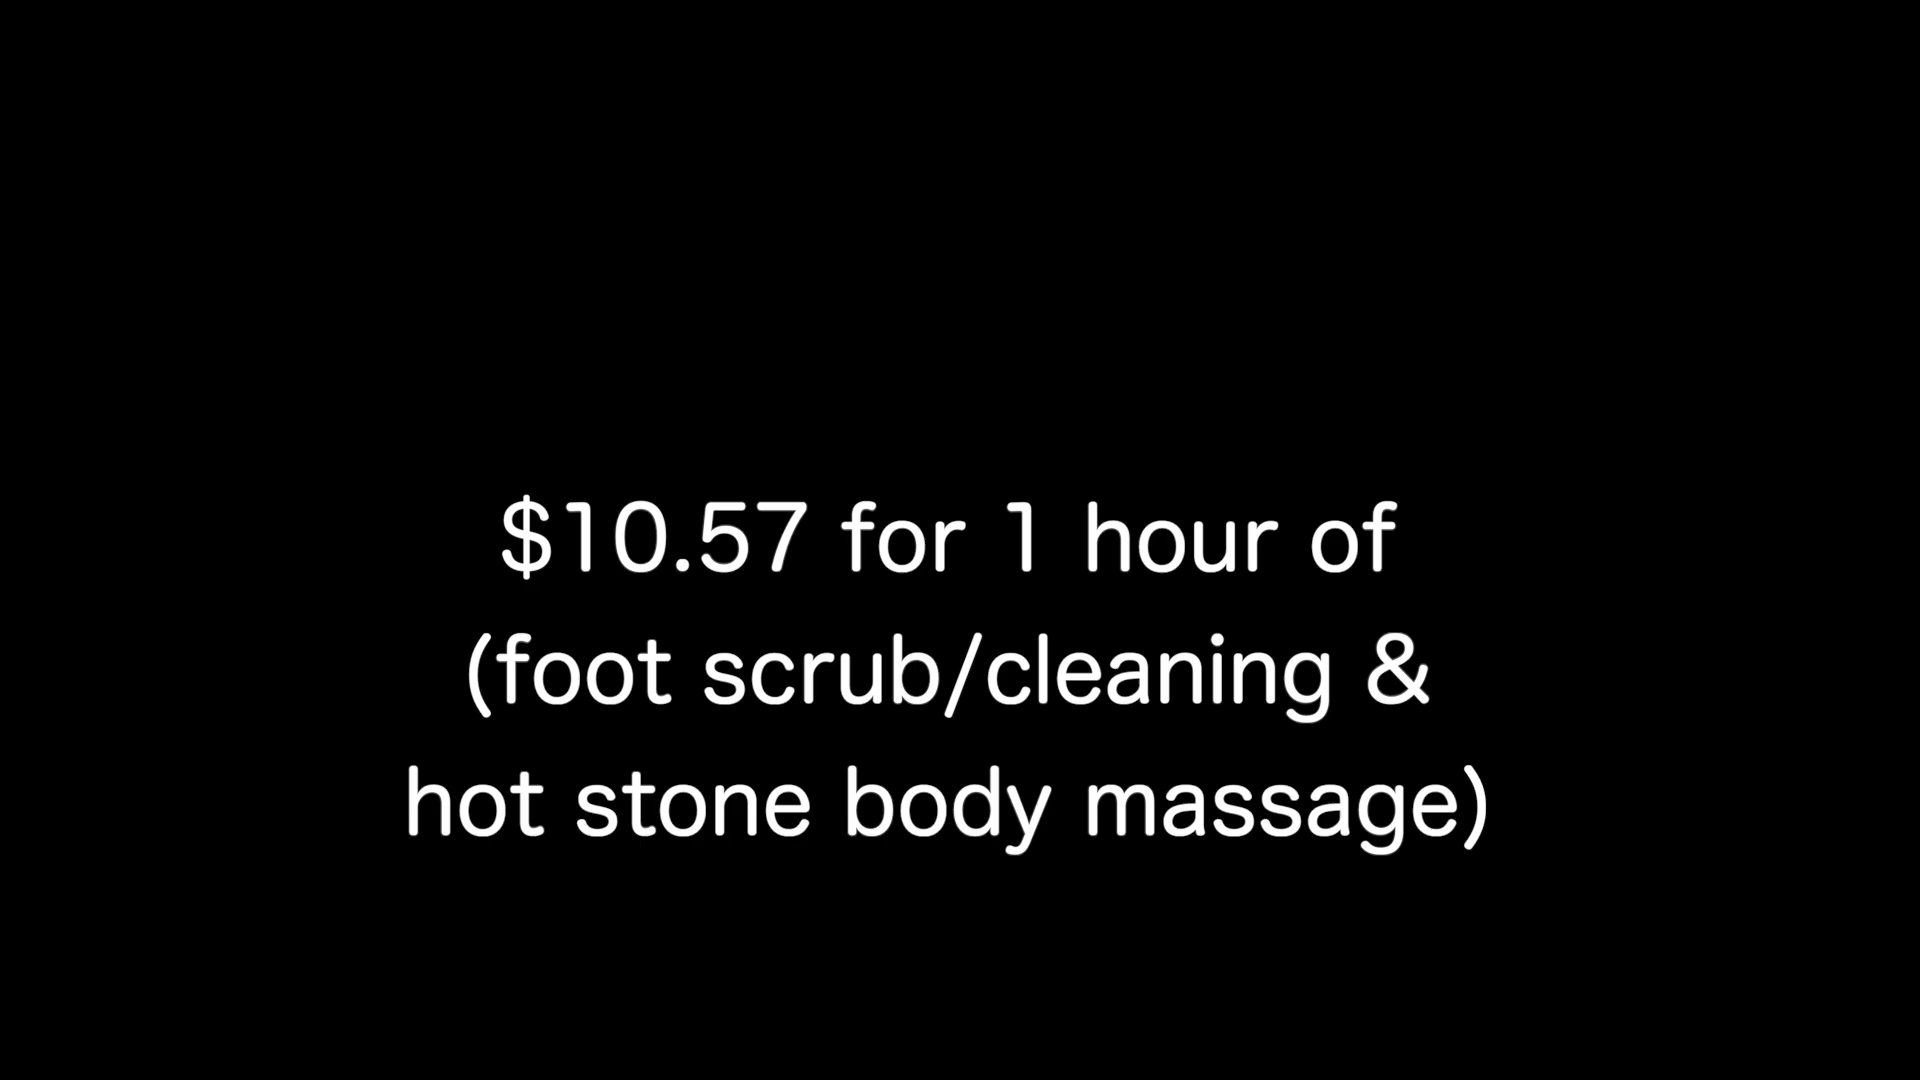 $10.57 for 1 hour of
(foot scrub/cleaning &
hot stone body massage)